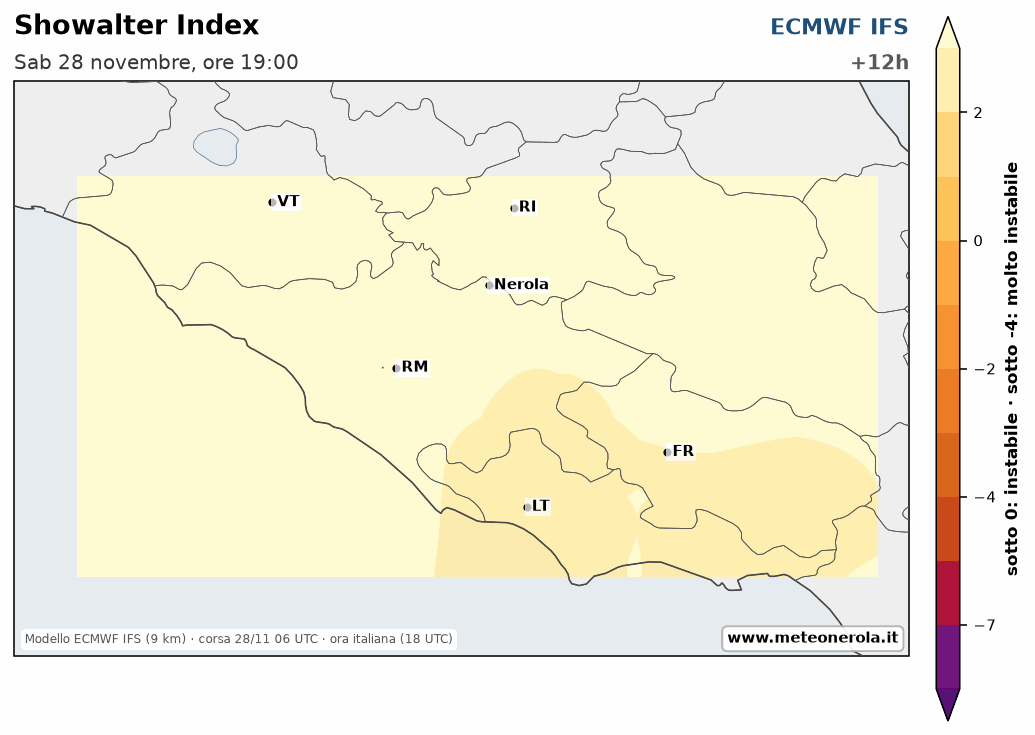 Showalter Index
ECMWF IFS
Sab 28 novembre, ore 19:00
+12h
VT
RI
Nerola
RM
FR
LT
2
0
−2
−4
−7
sotto 0: instabile · sotto -4: molto instabile
Modello ECMWF IFS (9 km) · corsa 28/11 06 UTC · ora italiana (18 UTC)
www.meteonerola.it